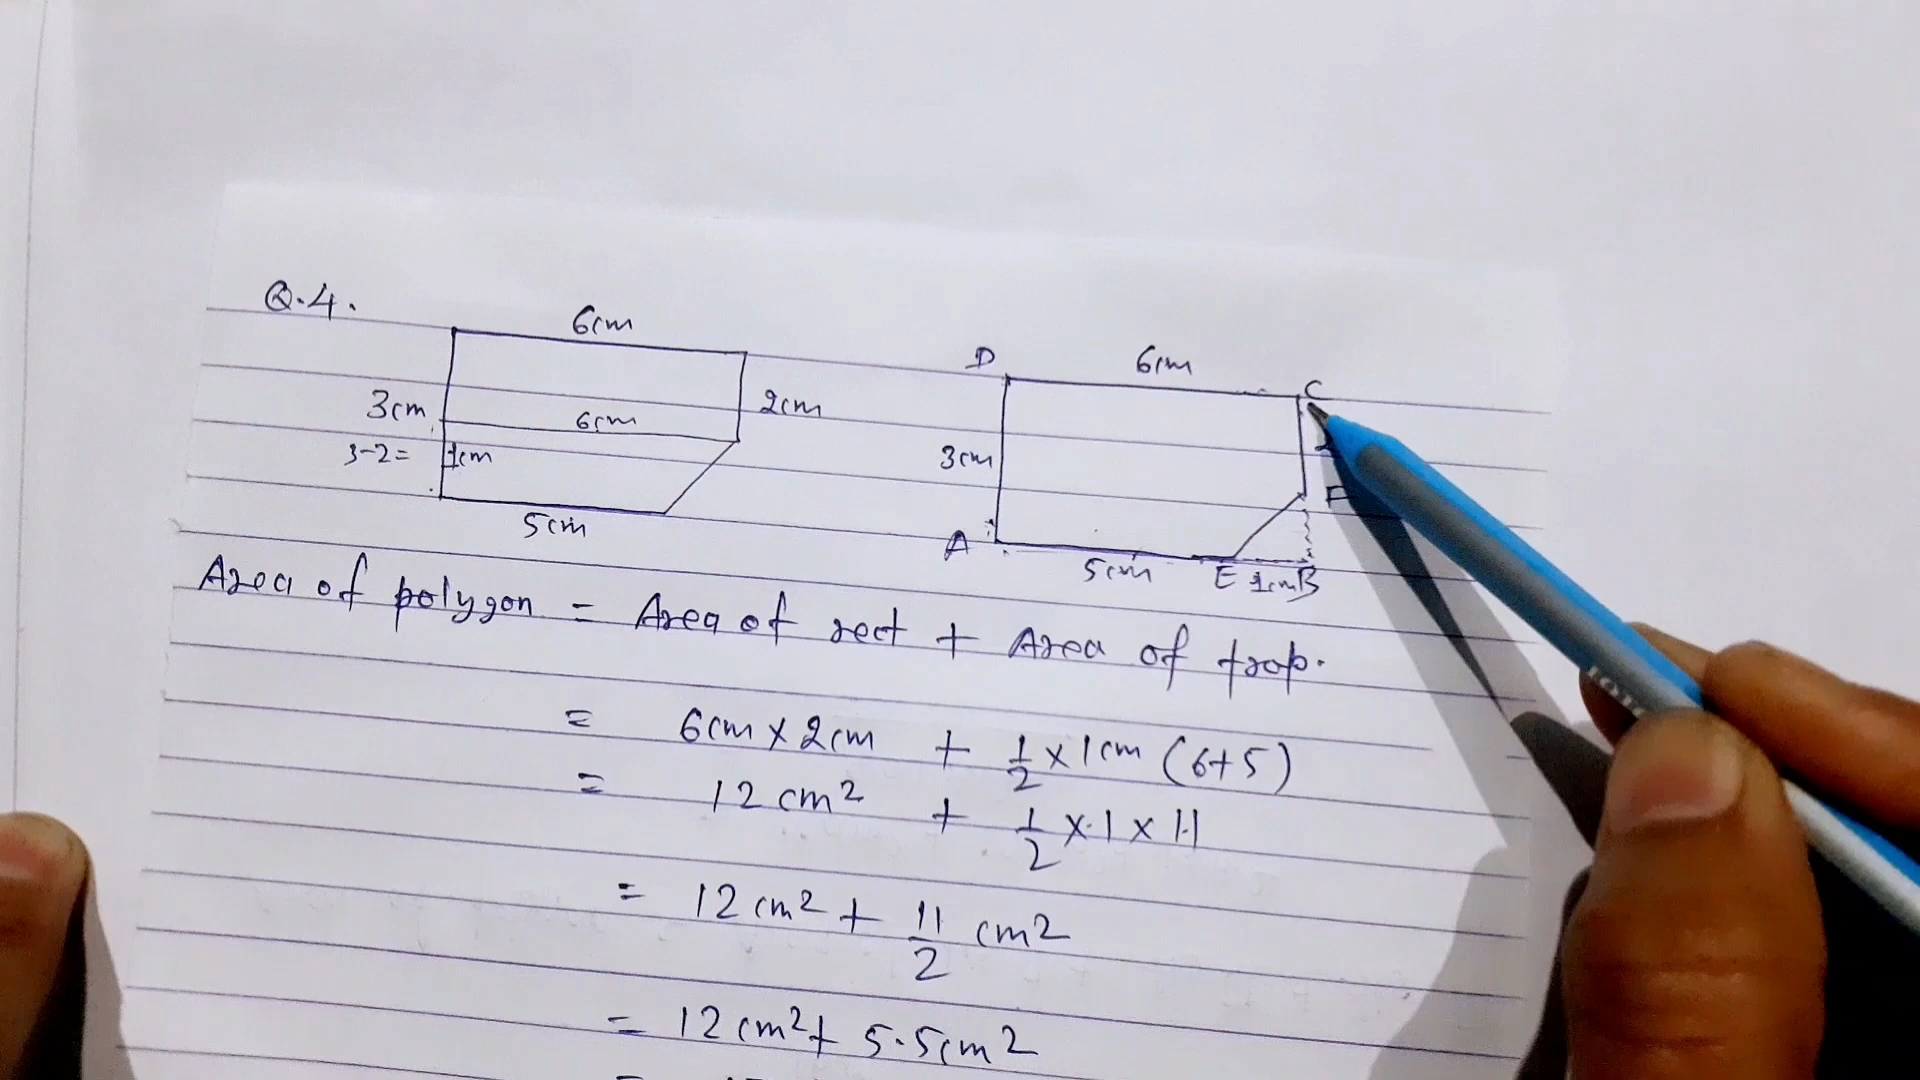 Q.4.
6cm
3cm
6cm
2cm
3-2= 1cm
5cm
D 6cm C
3cm
F
A 5cm E 1cm B
Area of polygon = Area of rect + Area of trap.
= 6cm x 2cm + 1/2 x 1cm (6+5)
= 12 cm² + 1/2 x 1 x 11
= 12 cm² + 11/2 cm²
= 12 cm² + 5.5cm²